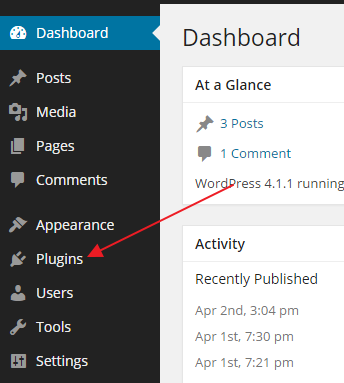 Dashboard
Posts
Media
Pages
Comments
Appearance
Plugins
Users
Tools
Settings
Dashboard
At a Glance
3 Posts
1 Comment
WordPress 4.1.1 running
Activity
Recently Published
Apr 2nd, 3:04 pm
Apr 1st, 7:30 pm
Apr 1st, 7:21 pm